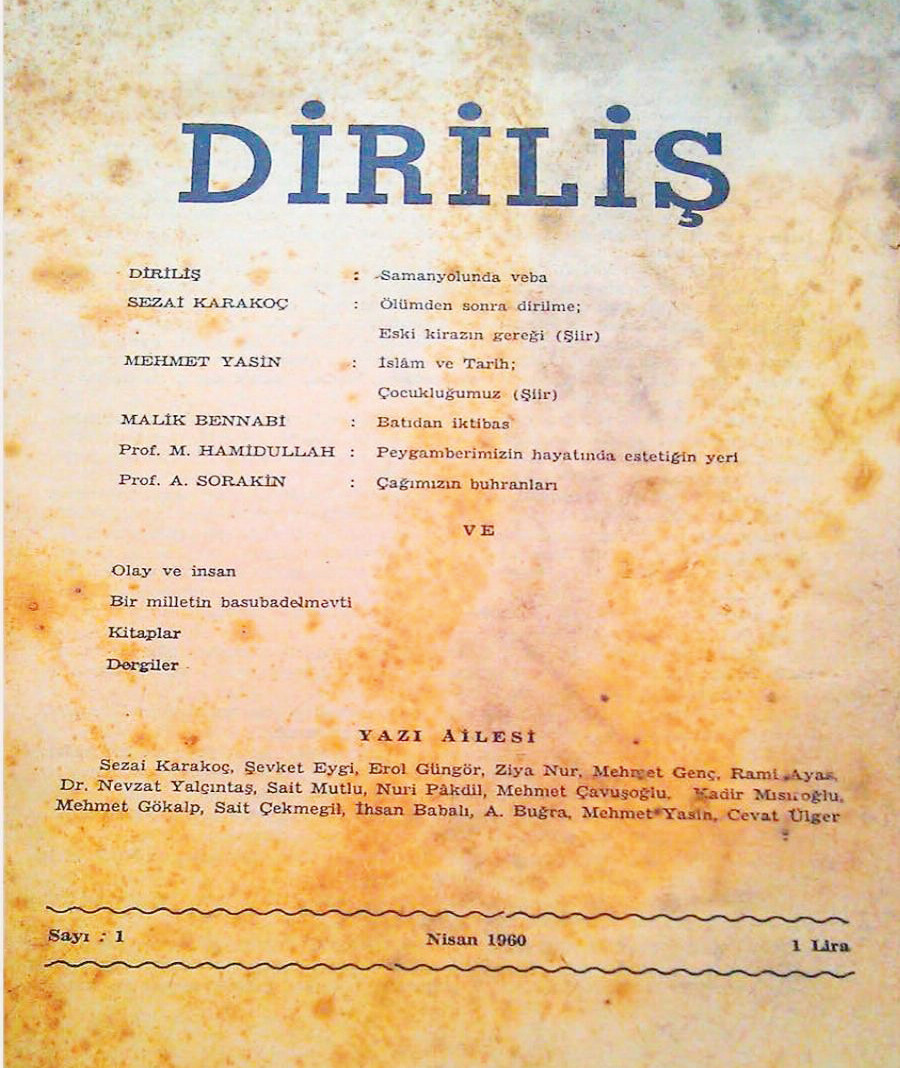 DİRİLİŞ
DİRİLİŞ : Samanyolunda veba
SEZAİ KARAKOÇ : Ölümden sonra dirilme;
Eski kirazın gereği (Şiir)
MEHMET YASİN : İslâm ve Tarih;
Çocukluğumuz (Şiir)
MALİK BENNABİ : Batıdan iktibas
Prof. M. HAMİDULLAH : Peygamberimizin hayatında estetiğin yeri
Prof. A. SORAKİN : Çağımızın buhranları
VE
Olay ve insan
Bir milletin basubadelmevti
Kitaplar
Dergiler
YAZI AİLESİ
Sezai Karakoç, Şevket Eygi, Erol Güngör, Ziya Nur, Mehmet Genç, Rami Ayas,
Dr. Nevzat Yalçıntaş, Sait Mutlu, Nuri Pâkdil, Mehmet Çavuşoğlu, Kadir Mısıroğlu,
Mehmet Gökalp, Sait Çekmegil, İhsan Babalı, A. Buğra, Mehmet Yasin, Cevat Ülger
Sayı : 1 Nisan 1960 1 Lira